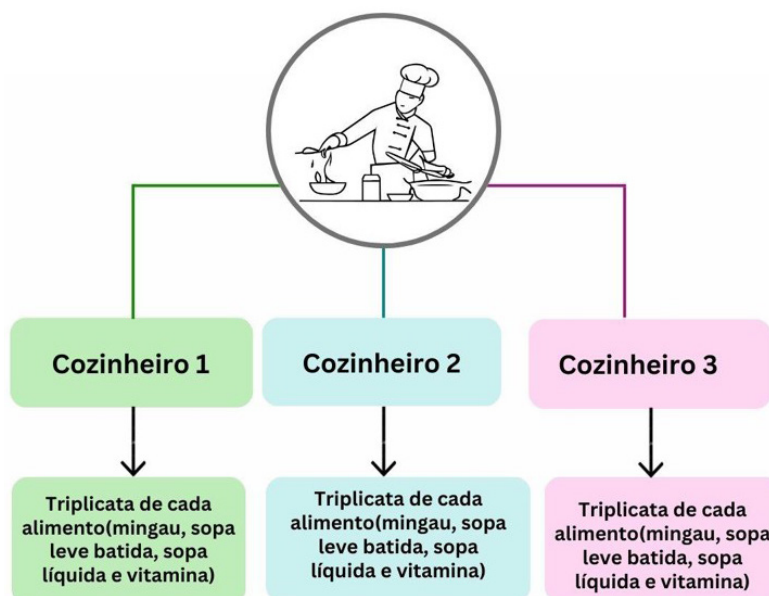 Cozinheiro 1
Cozinheiro 2
Cozinheiro 3
Triplicata de cada
alimento(mingau, sopa
leve batida, sopa
líquida e vitamina)
Triplicata de cada
alimento(mingau, sopa
leve batida, sopa
líquida e vitamina)
Triplicata de cada
alimento(mingau, sopa
leve batida, sopa
líquida e vitamina)